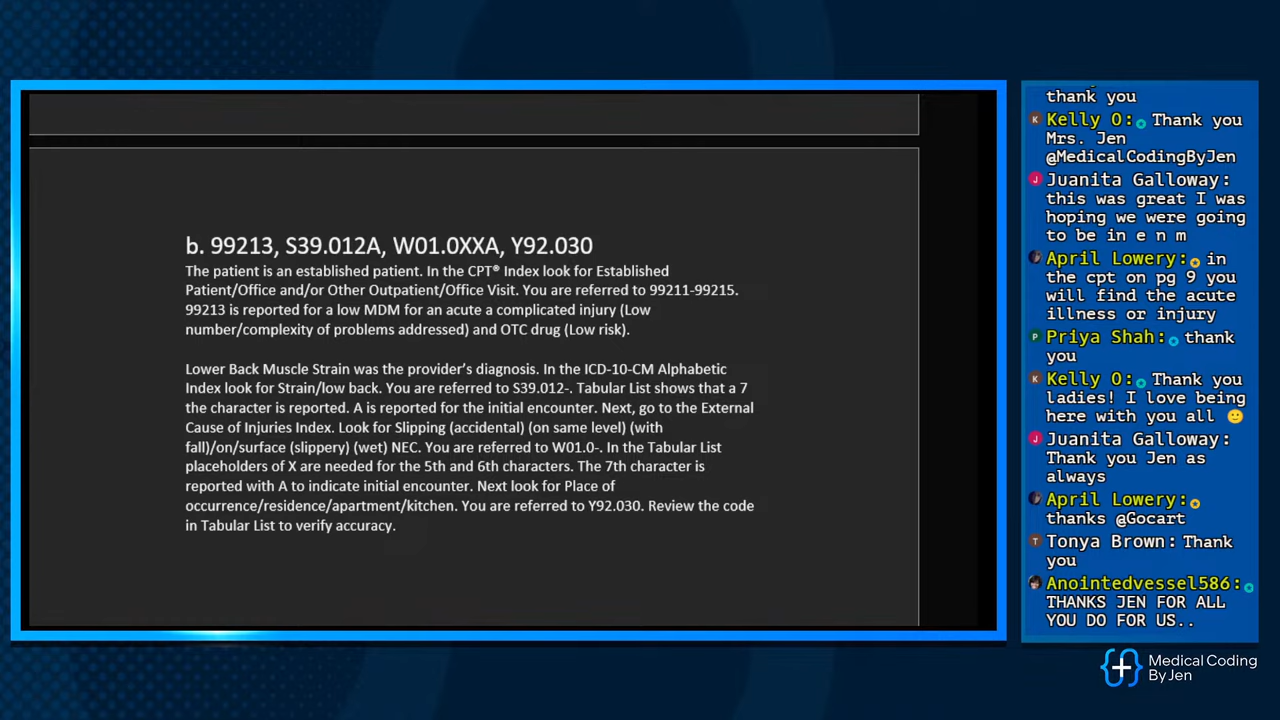 b. 99213, S39.012A, W01.0XXA, Y92.030
The patient is an established patient. In the CPT® Index look for Established
Patient/Office and/or Other Outpatient/Office Visit. You are referred to 99211-99215.
99213 is reported for a low MDM for an acute a complicated injury (Low
number/complexity of problems addressed) and OTC drug (Low risk).
Lower Back Muscle Strain was the provider's diagnosis. In the ICD-10-CM Alphabetic
Index look for Strain/low back. You are referred to S39.012-. Tabular List shows that a 7
the character is reported. A is reported for the initial encounter. Next, go to the External
Cause of Injuries Index. Look for Slipping (accidental) (on same level) (with
fall)/on/surface (slippery) (wet) NEC. You are referred to W01.0-. In the Tabular List
placeholders of X are needed for the 5th and 6th characters. The 7th character is
reported with A to indicate initial encounter. Next look for Place of
occurrence/residence/apartment/kitchen. You are referred to Y92.030. Review the code
in Tabular List to verify accuracy.
thank you
K Kelly O: Thank you
Mrs. Jen
@MedicalCodingByJen
J Juanita Galloway:
this was great I was
hoping we were going
to be in e n m
April Lowery: in
the cpt on pg 9 you
will find the acute
illness or injury
Priya Shah: thank
you
K Kelly O: Thank you
ladies! I love being
here with you all 🙂
J Juanita Galloway:
Thank you Jen as
always
April Lowery:
thanks @Gocart
T Tonya Brown: Thank
you
Anointedvessel586:
THANKS JEN FOR ALL
YOU DO FOR US..
Medical Coding
By Jen